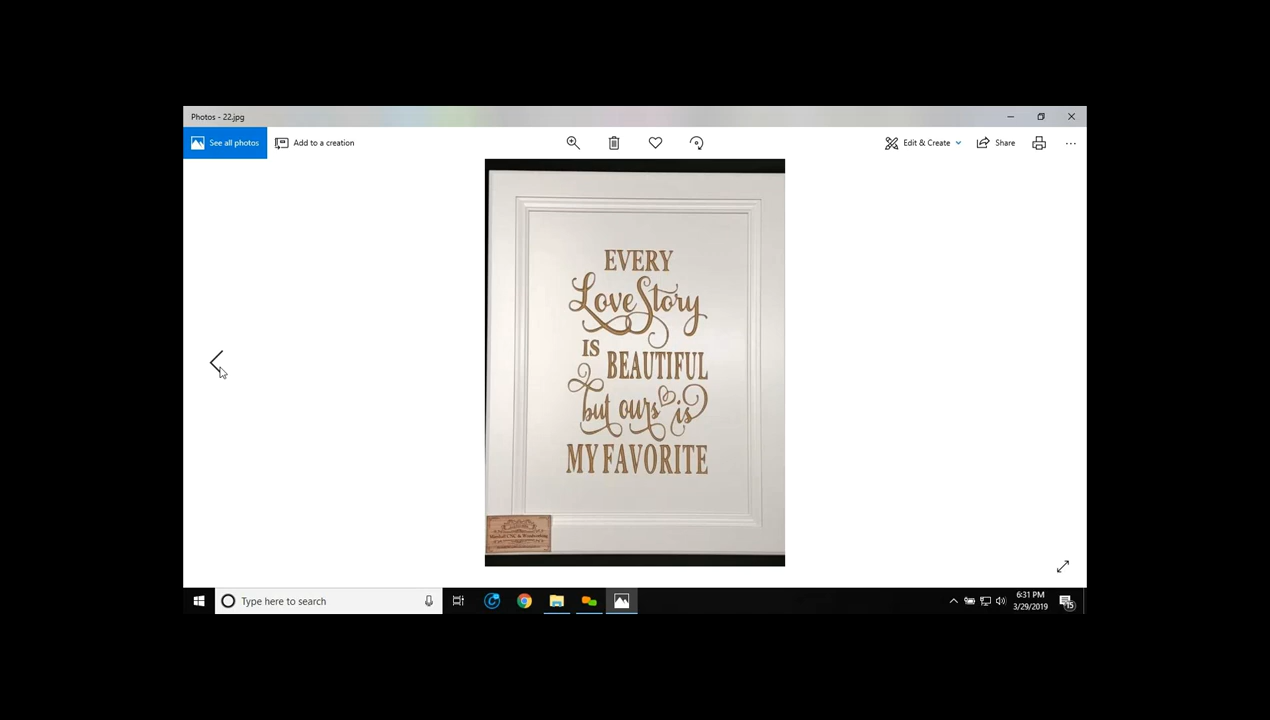 Photos - 22.jpg
See all photos
Add to a creation
Edit & Create
Share
EVERY
Love Story
IS
BEAUTIFUL
but ours is
MY FAVORITE
Type here to search
6:31 PM
3/29/2019
15